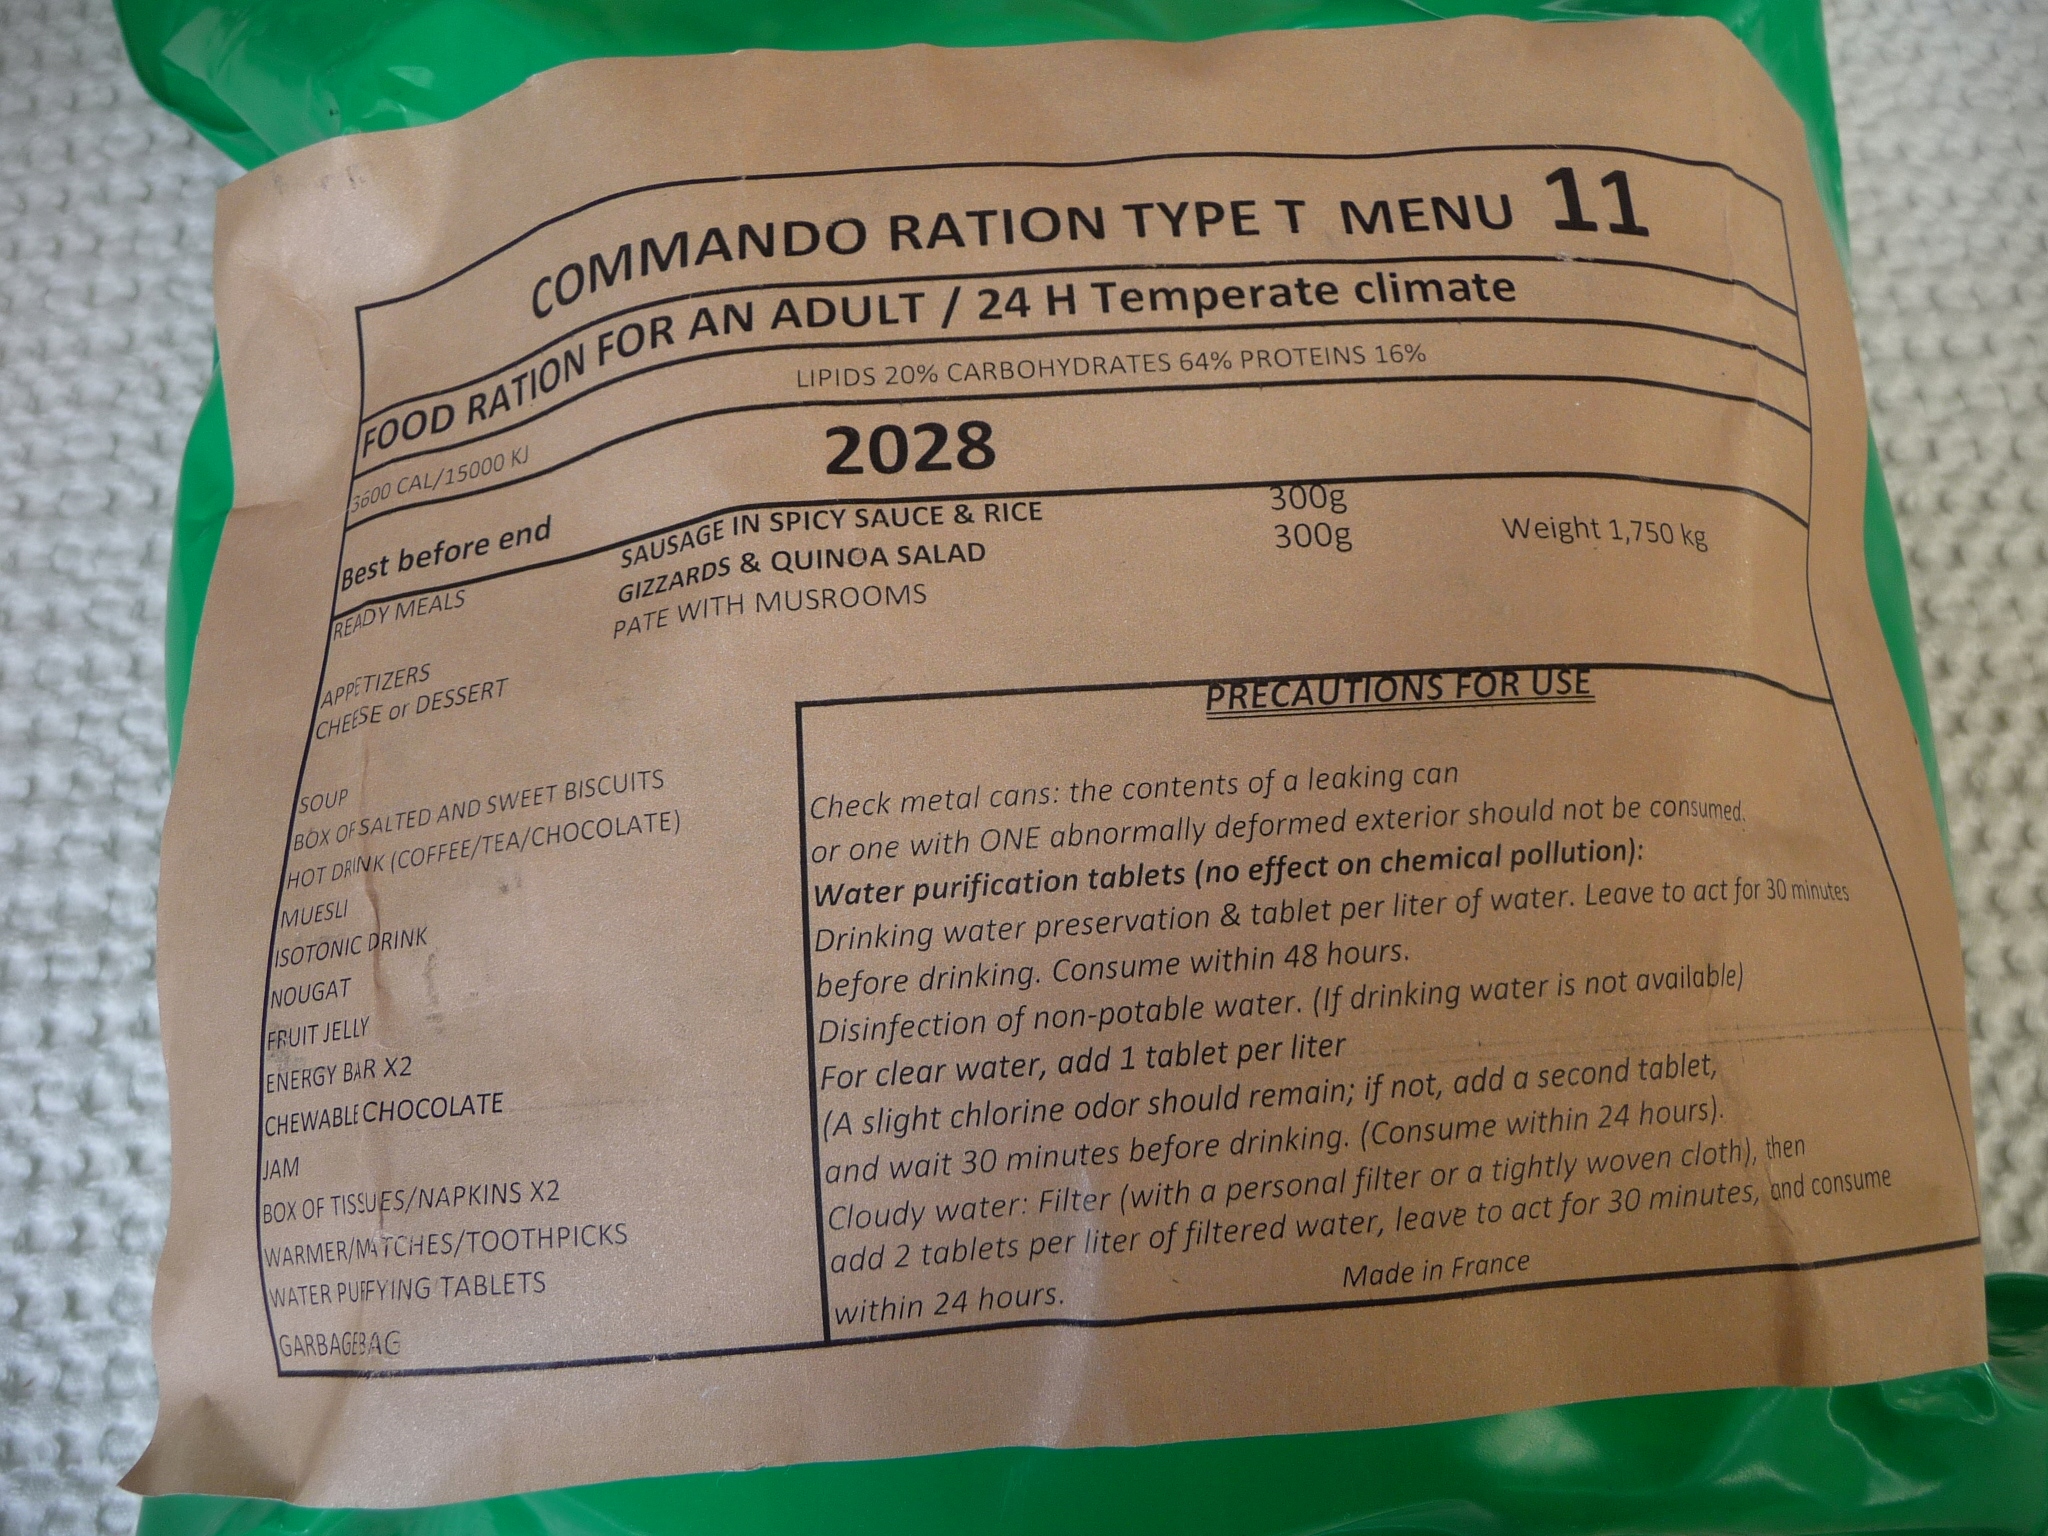 COMMANDO RATION TYPE T MENU 11
FOOD RATION FOR AN ADULT / 24 H Temperate climate
3600 CAL/15000 KJ LIPIDS 20% CARBOHYDRATES 64% PROTEINS 16%
Best before end 2028
READY MEALS SAUSAGE IN SPICY SAUCE & RICE 300g
GIZZARDS & QUINOA SALAD 300g Weight 1,750 kg
PATE WITH MUSROOMS
APPETIZERS
CHEESE or DESSERT
SOUP
BOX OF SALTED AND SWEET BISCUITS
HOT DRINK (COFFEE/TEA/CHOCOLATE)
MUESLI
ISOTONIC DRINK
NOUGAT
FRUIT JELLY
ENERGY BAR X2
CHEWABLE CHOCOLATE
JAM
BOX OF TISSUES/NAPKINS X2
WARMER/MATCHES/TOOTHPICKS
WATER PUFFYING TABLETS
GARBAGEBAG
PRECAUTIONS FOR USE
Check metal cans: the contents of a leaking can
or one with ONE abnormally deformed exterior should not be consumed.
Water purification tablets (no effect on chemical pollution):
Drinking water preservation & tablet per liter of water. Leave to act for 30 minutes
before drinking. Consume within 48 hours.
Disinfection of non-potable water. (If drinking water is not available)
For clear water, add 1 tablet per liter
(A slight chlorine odor should remain; if not, add a second tablet,
and wait 30 minutes before drinking. (Consume within 24 hours).
Cloudy water: Filter (with a personal filter or a tightly woven cloth), then
add 2 tablets per liter of filtered water, leave to act for 30 minutes, and consume
within 24 hours.
Made in France